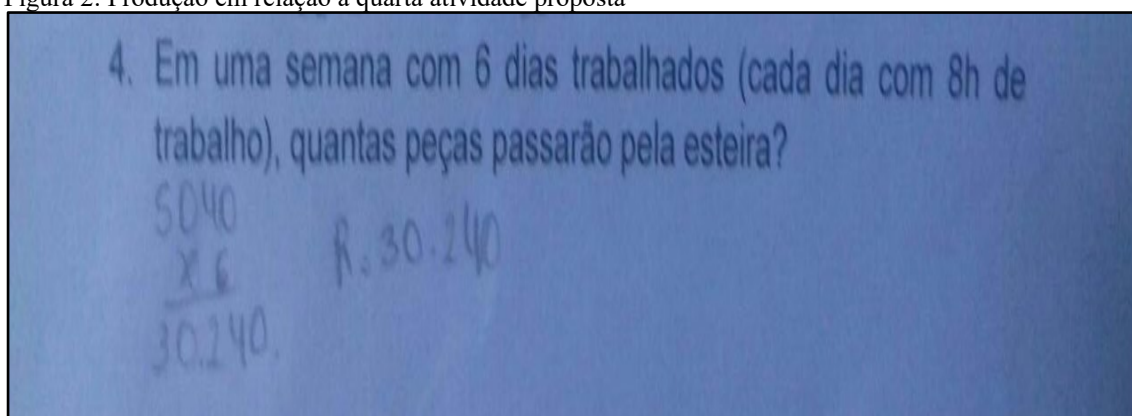 Figura 2: Produção em relação a quarta atividade proposta
4. Em uma semana com 6 dias trabalhados (cada dia com 8h de
trabalho), quantas peças passarão pela esteira?
5040
x 6
30.240.
R: 30.240